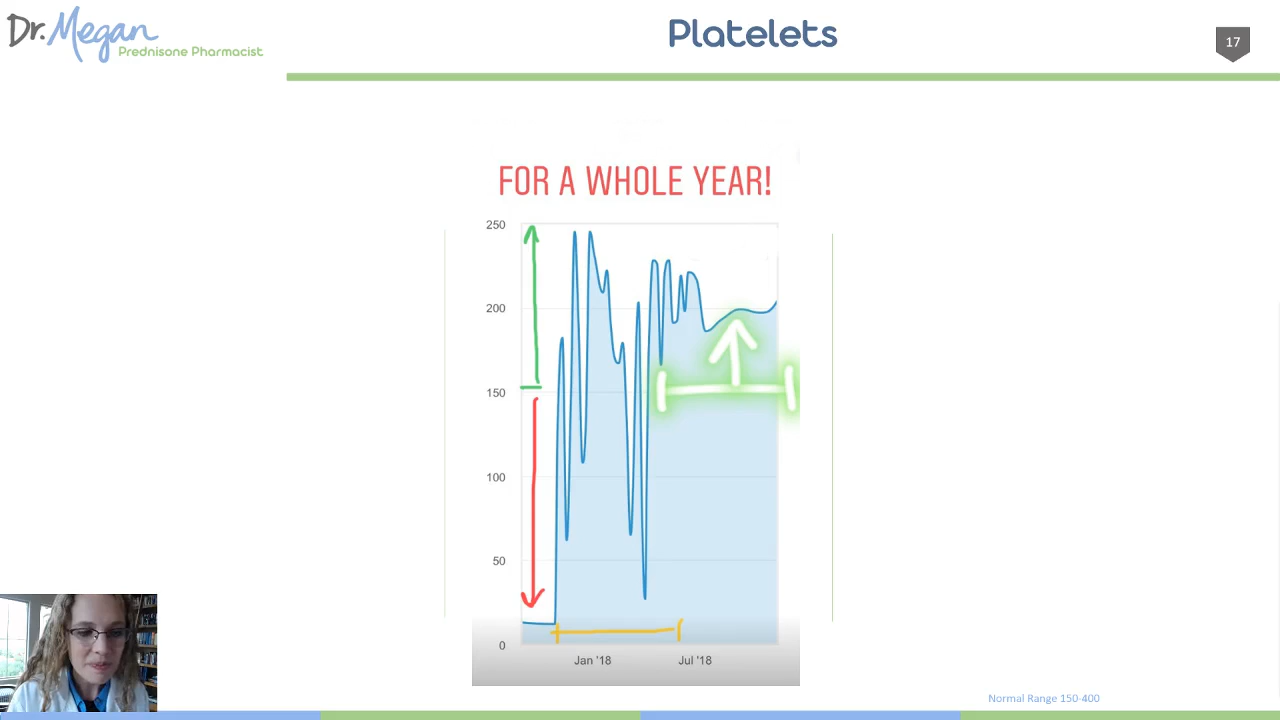 Dr. Megan
Prednisone Pharmacist
Platelets
17
FOR A WHOLE YEAR!
250
200
150
100
50
0
Jan '18
Jul '18
Normal Range 150-400